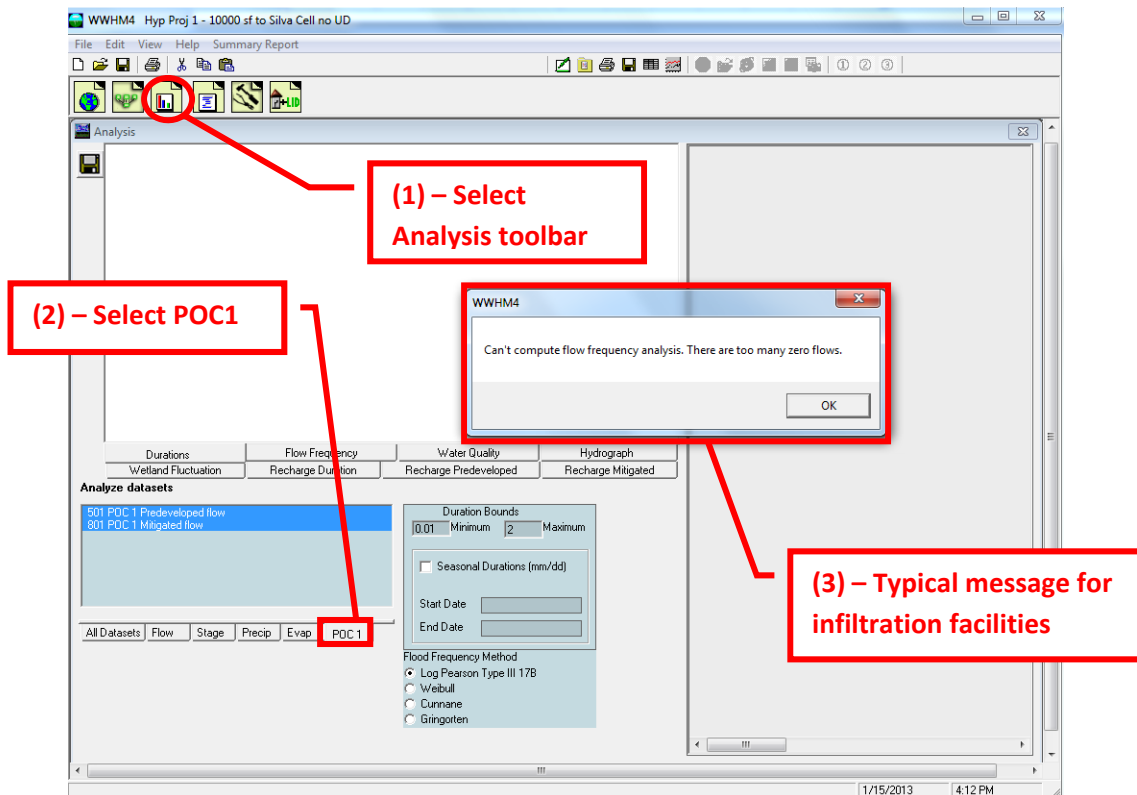 WWHM4 Hyp Proj 1 - 10000 sf to Silva Cell no UD
File Edit View Help Summary Report
+LID
Analysis
(1) – Select
Analysis toolbar
(2) – Select POC1
WWHM4
Can't compute flow frequency analysis. There are too many zero flows.
OK
Durations Flow Frequency Water Quality Hydrograph
Wetland Fluctuation Recharge Duration Recharge Predeveloped Recharge Mitigated
Analyze datasets
501 POC 1 Predeveloped flow
801 POC 1 Mitigated flow
Duration Bounds
0.01 Minimum 2 Maximum
Seasonal Durations (mm/dd)
Start Date
End Date
(3) – Typical message for
infiltration facilities
All Datasets Flow Stage Precip Evap POC 1
Flood Frequency Method
Log Pearson Type III 17B
Weibull
Cunnane
Gringorten
1/15/2013 4:12 PM